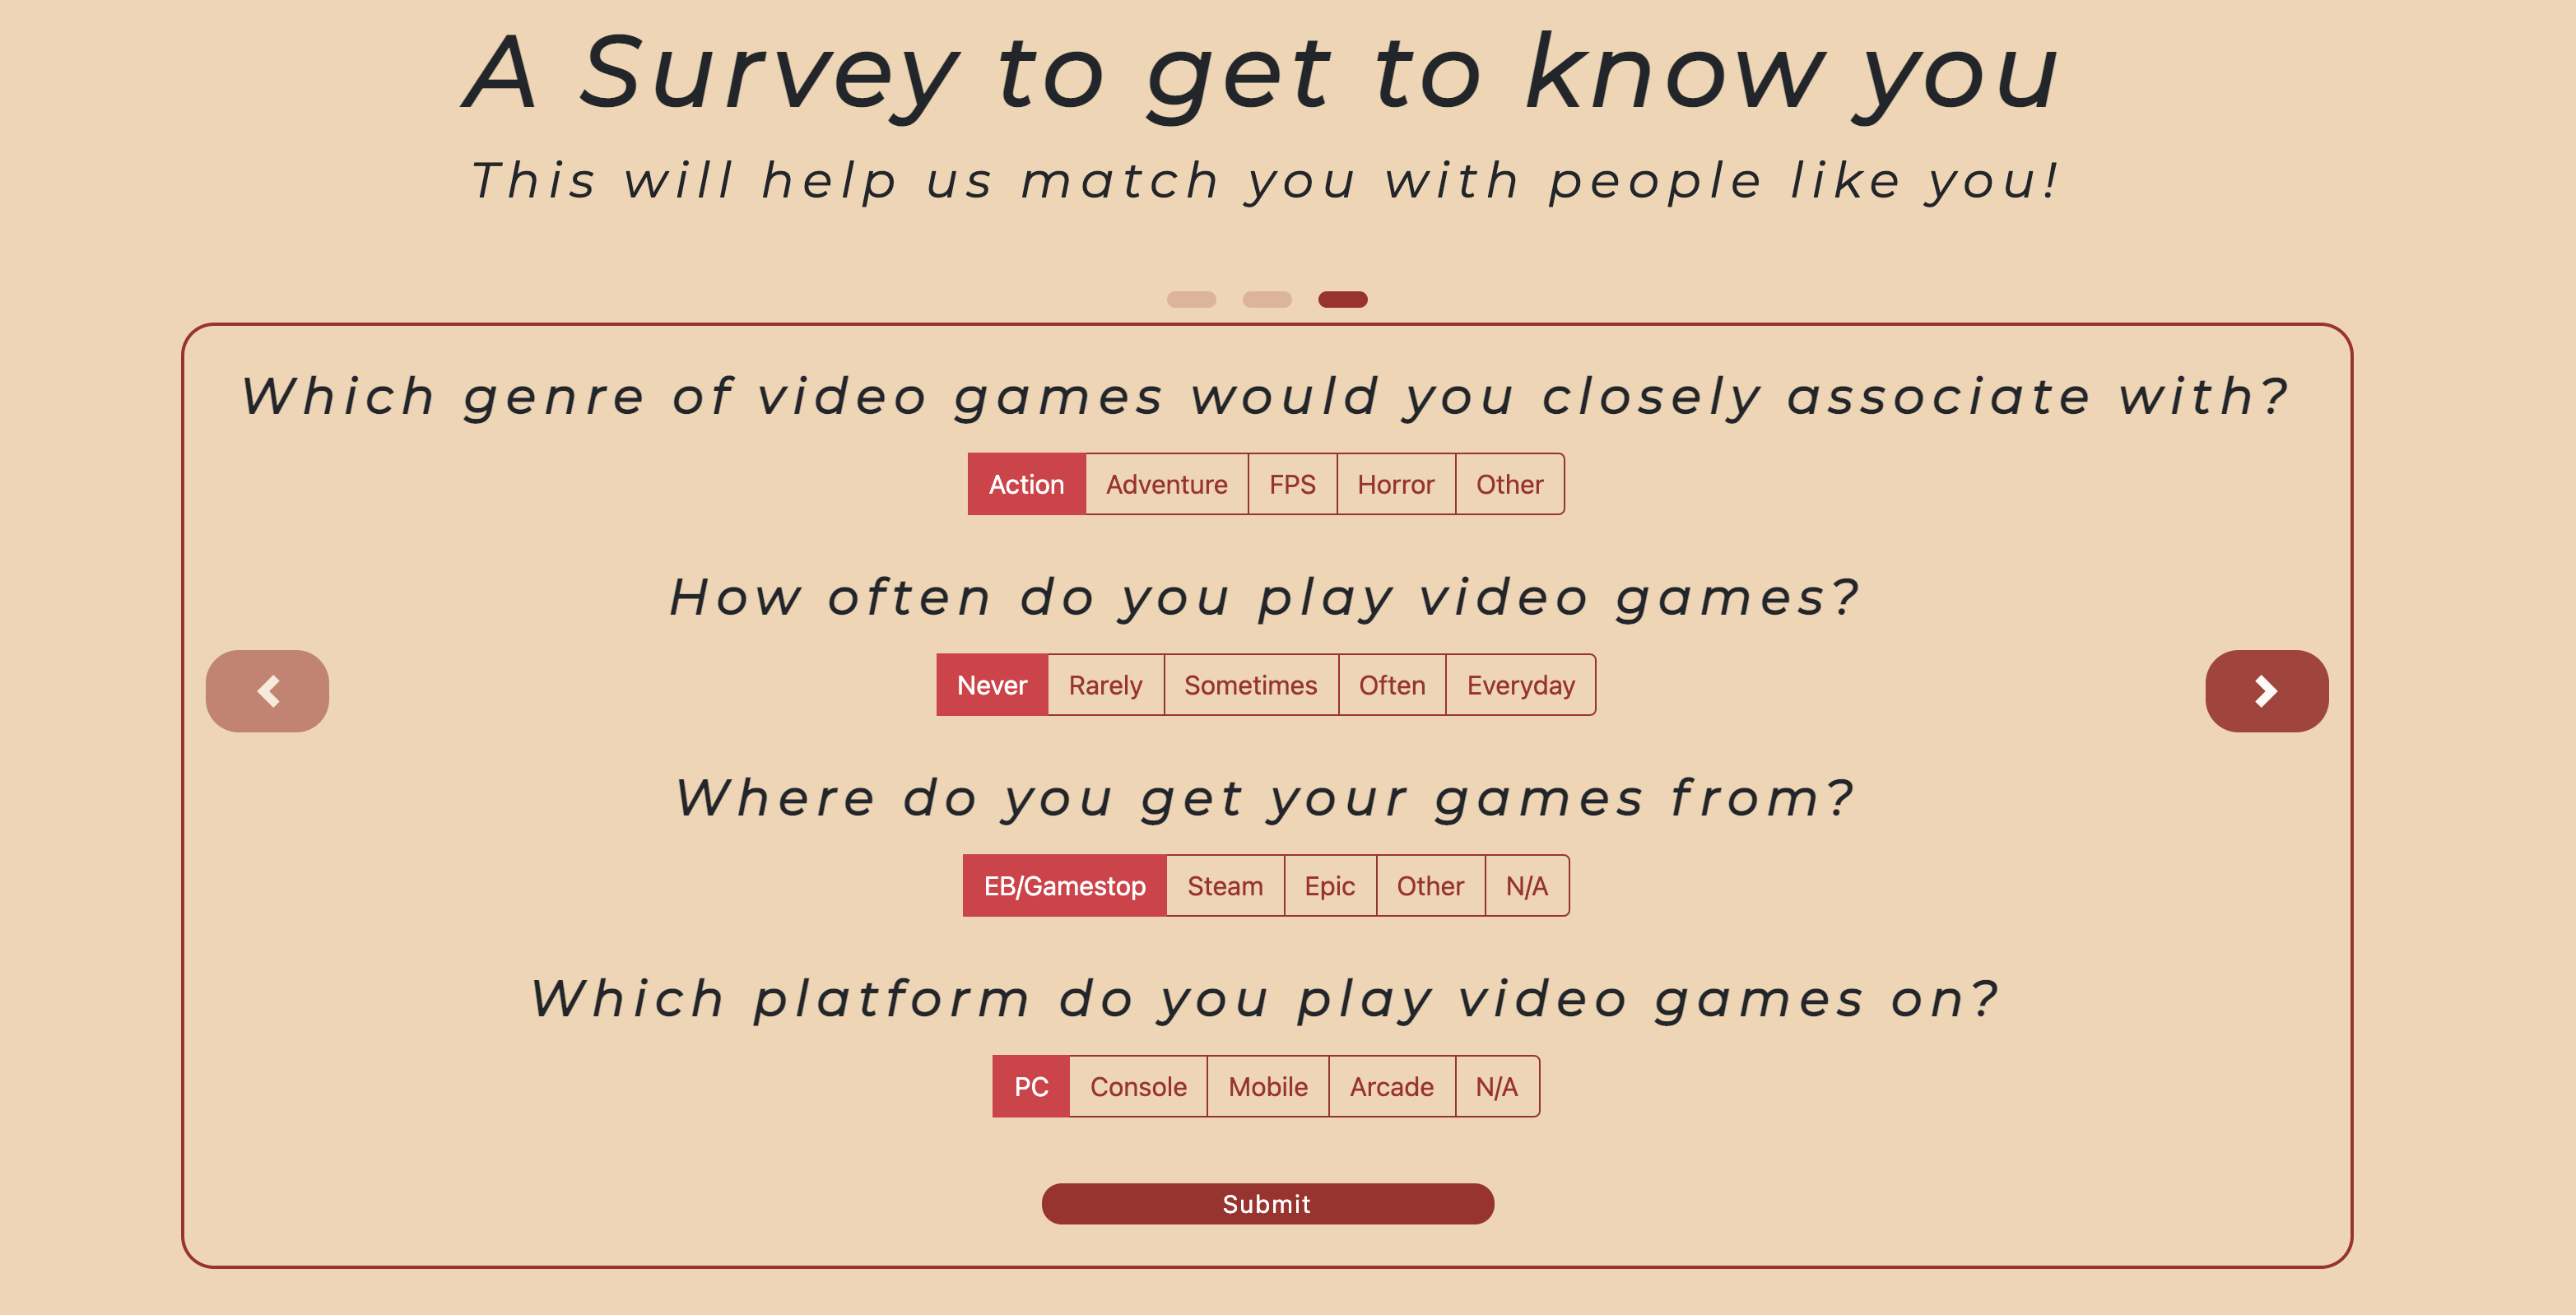 A Survey to get to know you
This will help us match you with people like you!
Which genre of video games would you closely associate with?
Action Adventure FPS Horror Other
How often do you play video games?
Never Rarely Sometimes Often Everyday
Where do you get your games from?
EB/Gamestop Steam Epic Other N/A
Which platform do you play video games on?
PC Console Mobile Arcade N/A
Submit